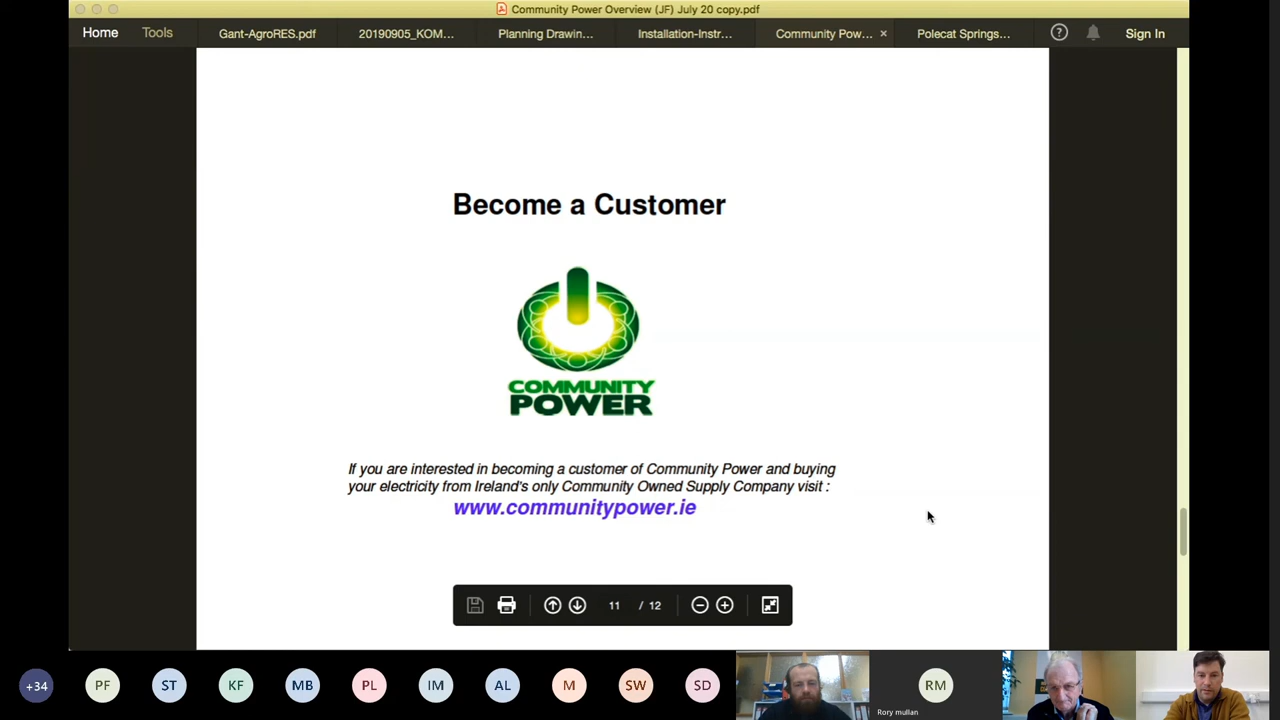 Community Power Overview (JF) July 20 copy.pdf
Home
Tools
Gant-AgroRES.pdf
20190905_KOM...
Planning Drawin...
Installation-Instr...
Community Pow... ×
Polecat Springs...
?
Sign In
Become a Customer
COMMUNITY
POWER
If you are interested in becoming a customer of Community Power and buying
your electricity from Ireland's only Community Owned Supply Company visit :
www.communitypower.ie
11 / 12
+34
PF
ST
KF
MB
PL
IM
AL
M
SW
SD
RM
Rory mullan